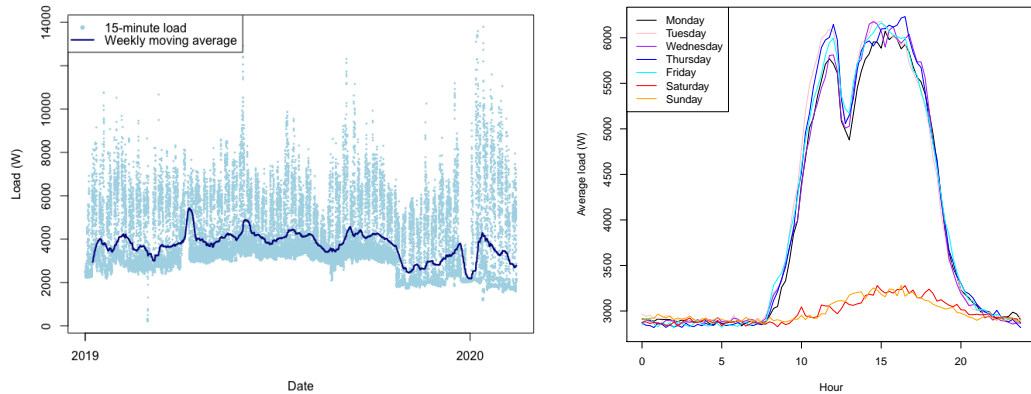 15-minute load
Weekly moving average
Load (W)
0
2000
4000
6000
8000
10000
12000
14000
2019
2020
Date
Monday
Tuesday
Wednesday
Thursday
Friday
Saturday
Sunday
Average load (W)
3000
3500
4000
4500
5000
5500
6000
0
5
10
15
20
Hour